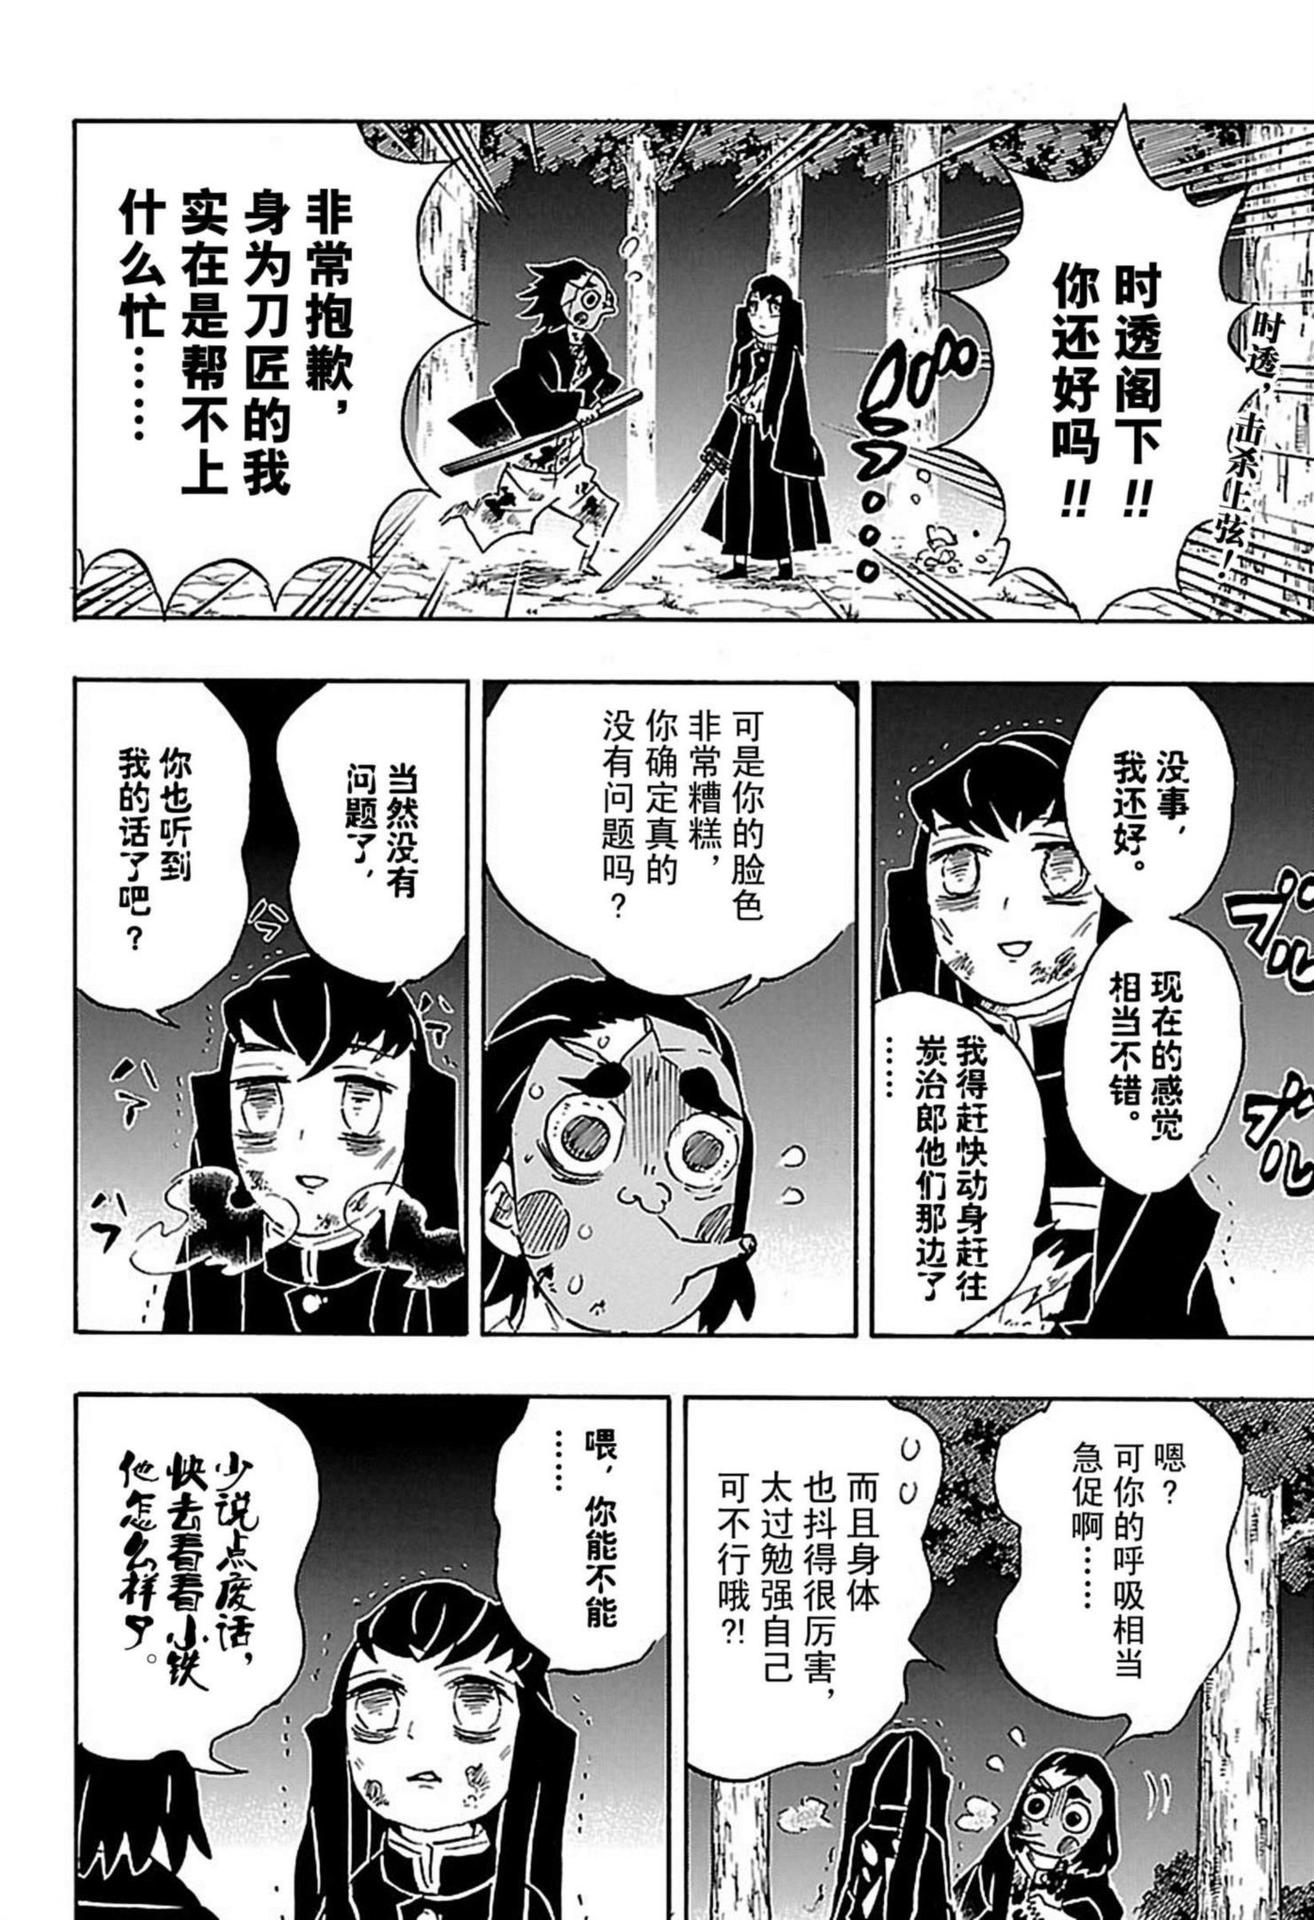 时透，击杀上弦！
时透阁下!!
你还好吗!!
非常抱歉，
身为刀匠的我
实在是帮不上
什么忙……
没事，
我还好。
现在的感觉
相当不错。
我得赶快动身赶往
炭治郎他们那边了
……
プルプル
可是你的脸色
非常糟糕，
你确定真的
没有问题吗？
当然没有
问题了，
你也听到
我的话了吧？
嗯？
可你的呼吸相当
急促啊……
而且身体
也抖得很厉害，
太过勉强自己
可不行哦?!
喂，你能不能
……
少说点废话，
快去看看小铁
他怎么样了。